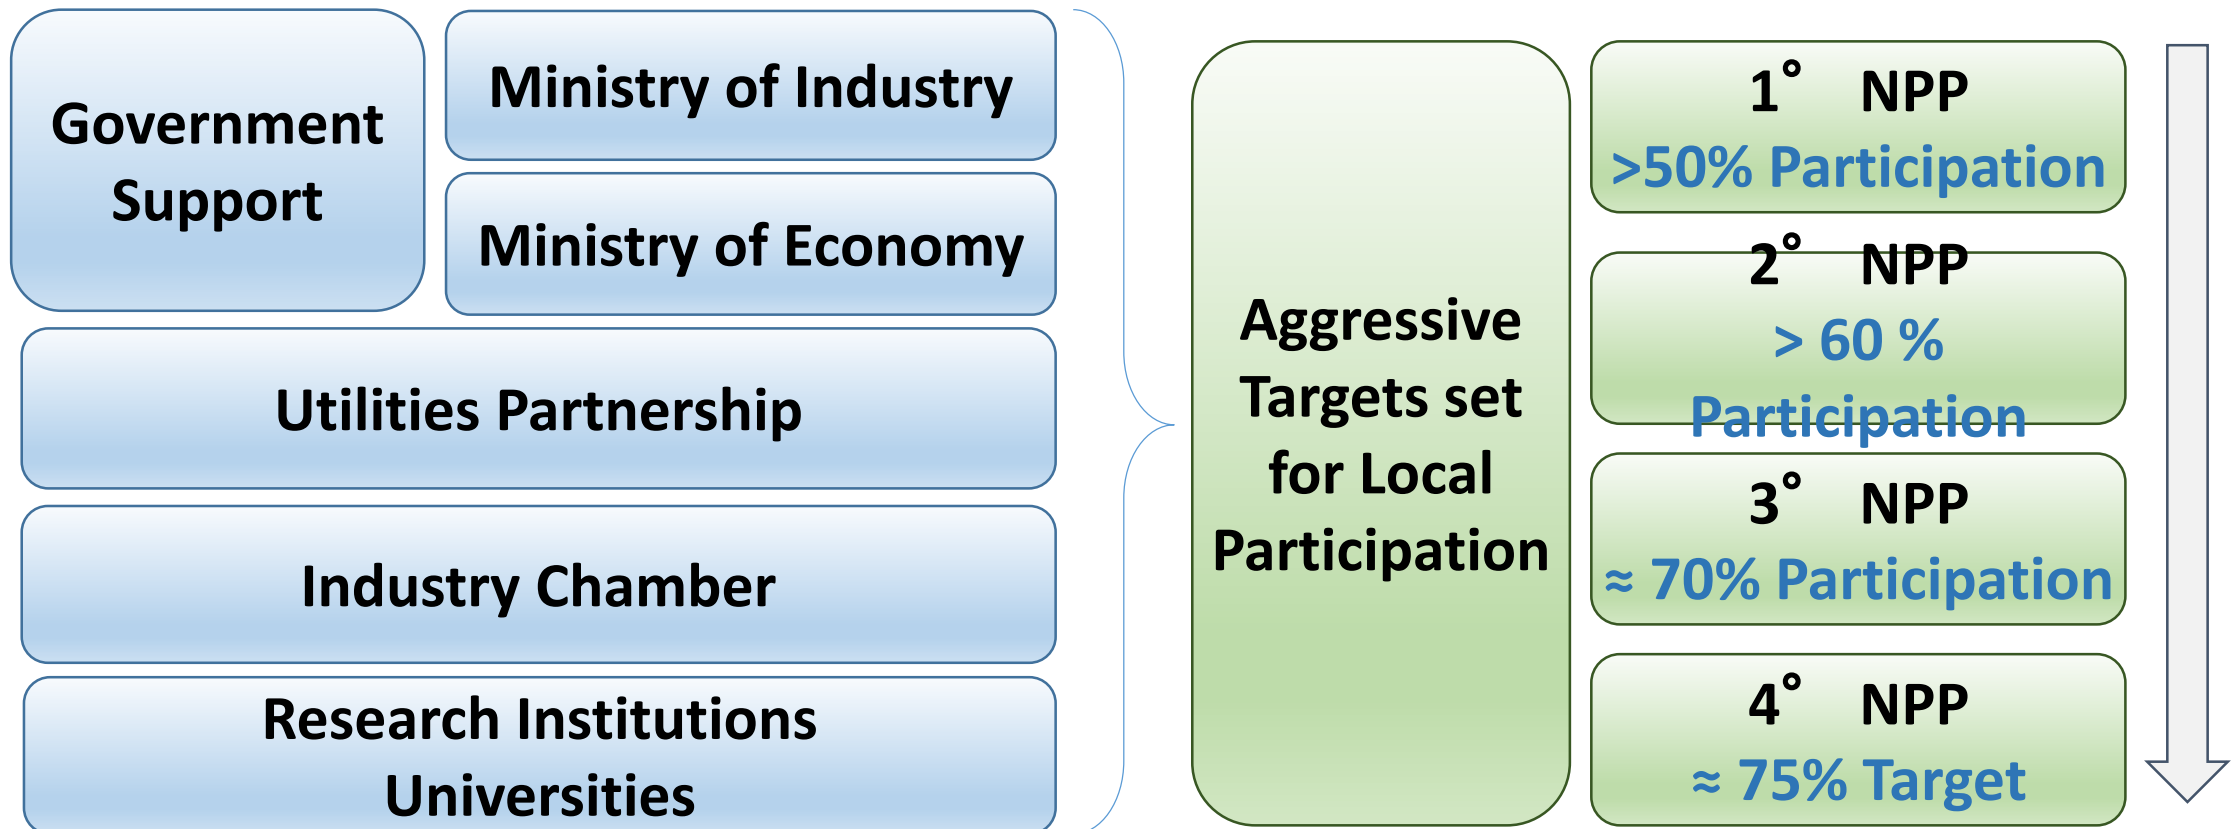 Government
Support
Ministry of Industry
Ministry of Economy
Utilities Partnership
Industry Chamber
Research Institutions
Universities
Aggressive
Targets set
for Local
Participation
1° NPP
>50% Participation
2° NPP
> 60 %
Participation
3° NPP
≈ 70% Participation
4° NPP
≈ 75% Target